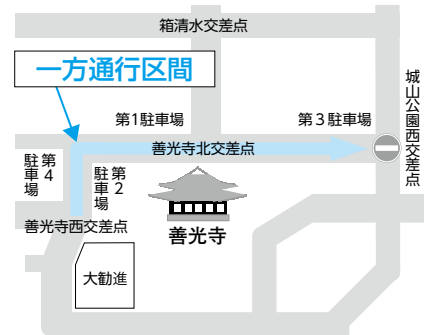 箱清水交差点
一方通行区間
第1駐車場
第3駐車場
城山公園西交差点
善光寺北交差点
第4駐車場
第2駐車場
善光寺西交差点
善光寺
大勧進